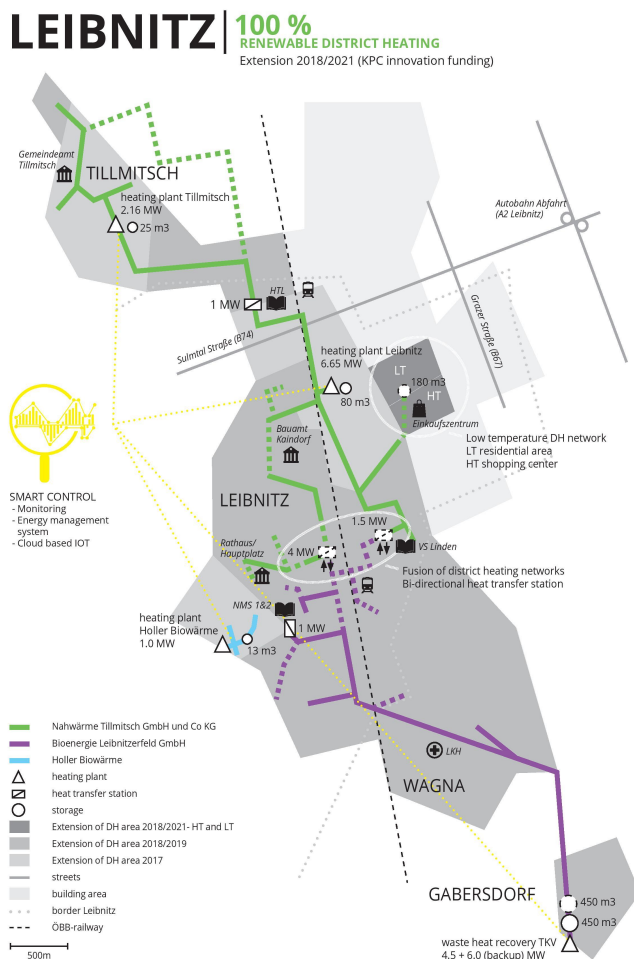 LEIBNITZ
100 %
RENEWABLE DISTRICT HEATING
Extension 2018/2021 (KPC innovation funding)
Gemeindeamt
Tillmitsch
TILLMITSCH
heating plant Tillmitsch
2.16 MW
25 m3
Autobahn Abfahrt
(A2 Leibnitz)
HTL
1 MW
Sulmtal Straße (B74)
Grazer Straße (B67)
heating plant Leibnitz
6.65 MW
80 m3
LT
180 m3
HT
Einkaufszentrum
Bauamt
Kaindorf
Low temperature DH network
LT residential area
HT shopping center
SMART CONTROL
- Monitoring
- Energy management
system
- Cloud based IOT
LEIBNITZ
1.5 MW
Rathaus/
Hauptplatz
4 MW
VS Linden
Fusion of district heating networks
Bi-directional heat transfer station
NMS 1&2
heating plant
Holler Biowärme
1.0 MW
1 MW
13 m3
Nahwärme Tillmitsch GmbH und Co KG
Bioenergie Leibnitzerfeld GmbH
Holler Biowärme
heating plant
heat transfer station
storage
Extension of DH area 2018/2021- HT and LT
Extension of DH area 2018/2019
Extension of DH area 2017
streets
building area
border Leibnitz
ÖBB-railway
500m
LKH
WAGNA
GABERSDORF
450 m3
450 m3
waste heat recovery TKV
4.5 + 6.0 (backup) MW